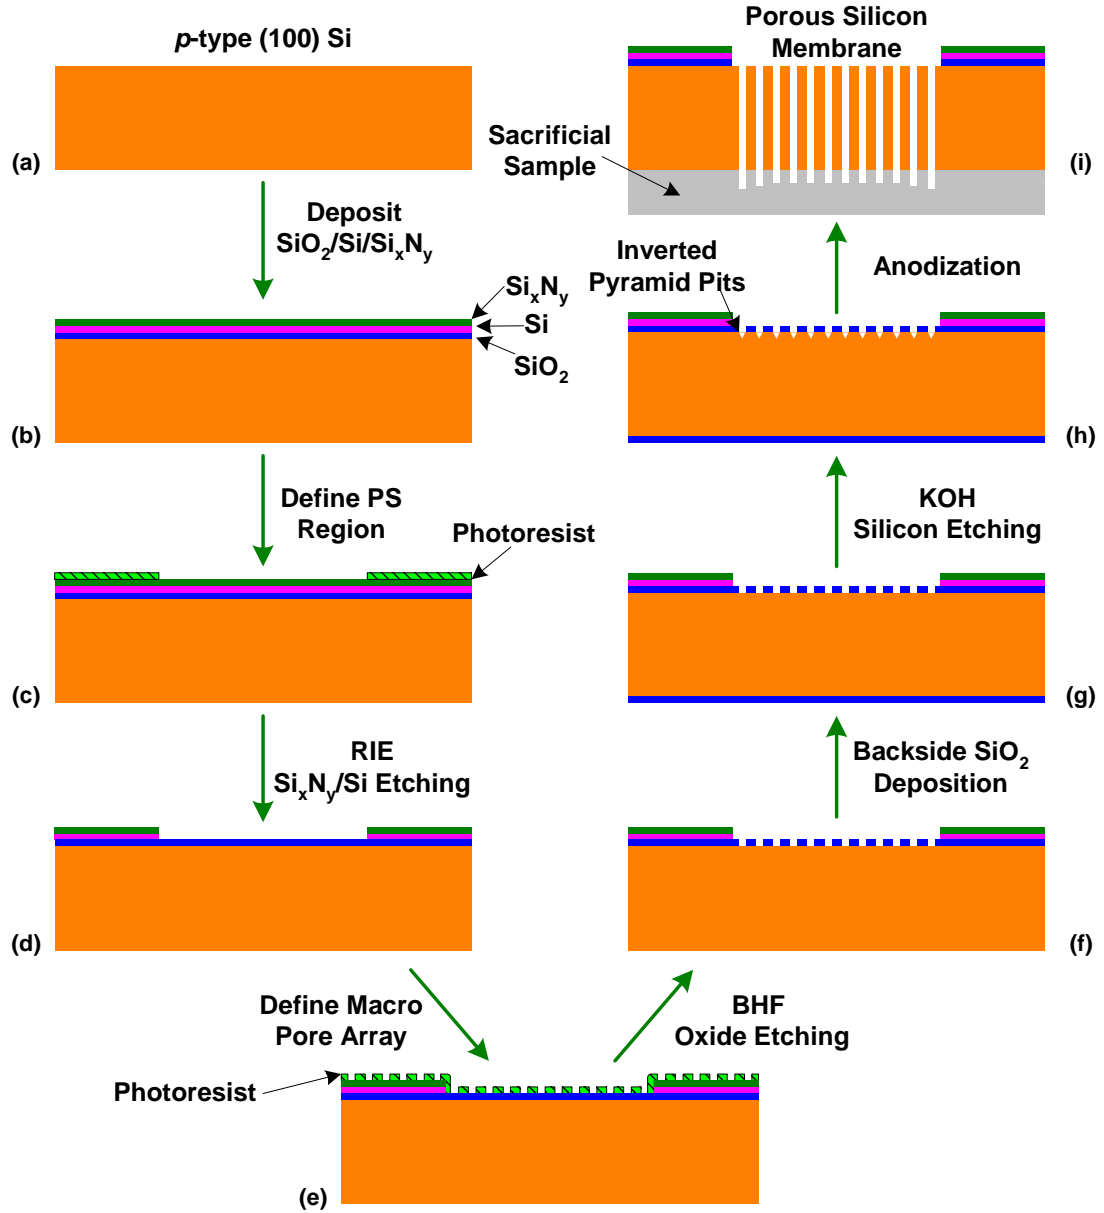 p-type (100) Si
(a)
Deposit
SiO2/Si/SixNy
SixNy
Si
SiO2
(b)
Define PS
Region
Photoresist
(c)
RIE
SixNy/Si Etching
(d)
Define Macro
Pore Array
Photoresist
(e)
BHF
Oxide Etching
(f)
Backside SiO2
Deposition
(g)
KOH
Silicon Etching
(h)
Inverted
Pyramid Pits
Anodization
(i)
Sacrificial
Sample
Porous Silicon
Membrane